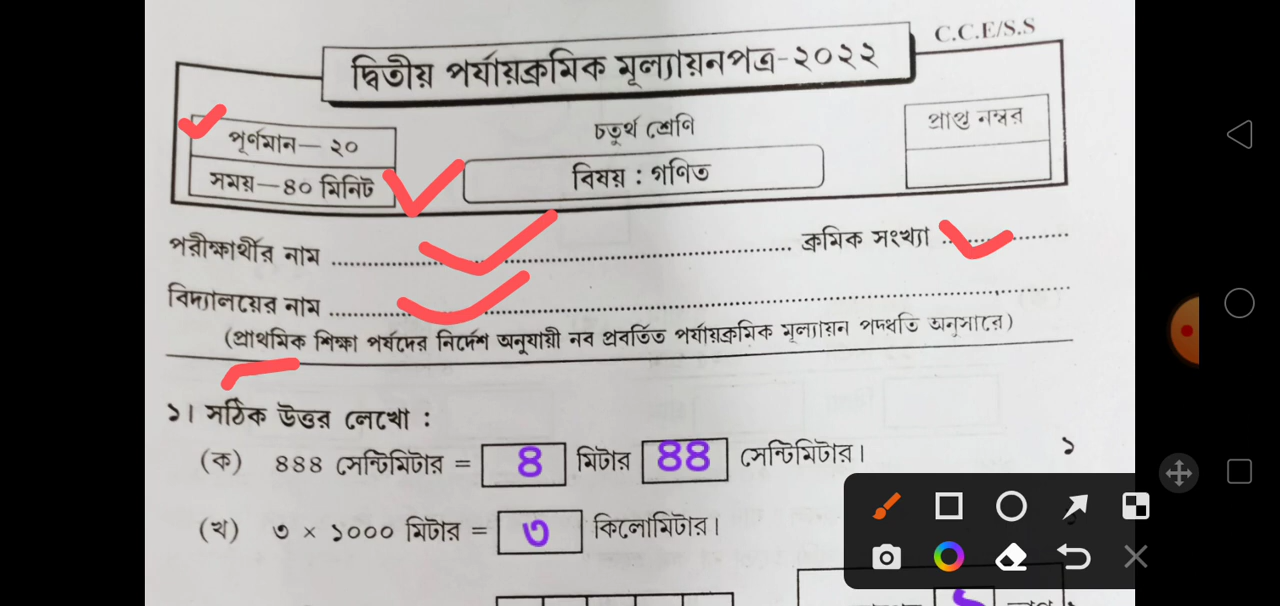 C.C.E/S.S
দ্বিতীয় পর্যায়ক্রমিক মূল্যায়নপত্র-২০২২
পূর্ণমান— ২০
সময়—৪০ মিনিট
চতুর্থ শ্রেণি
বিষয় : গণিত
প্রাপ্ত নম্বর
পরীক্ষার্থীর নাম .......................................................... ক্রমিক সংখ্যা ....................
বিদ্যালয়ের নাম ..........................................................................................
(প্রাথমিক শিক্ষা পর্ষদের নির্দেশ অনুযায়ী নব প্রবর্তিত পর্যায়ক্রমিক মূল্যায়ন পদ্ধতি অনুসারে)
১। সঠিক উত্তর লেখো :
(ক) ৪৪৪ সেন্টিমিটার = ৪ মিটার ৪৪ সেন্টিমিটার। ১
(খ) ৩ × ১০০০ মিটার = ৩ কিলোমিটার।